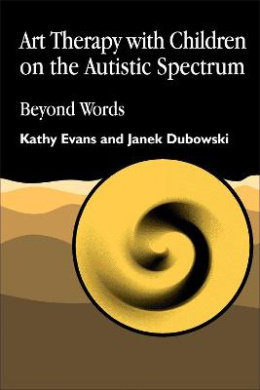 Art Therapy with Children
on the Autistic Spectrum
Beyond Words
Kathy Evans and Janek Dubowski